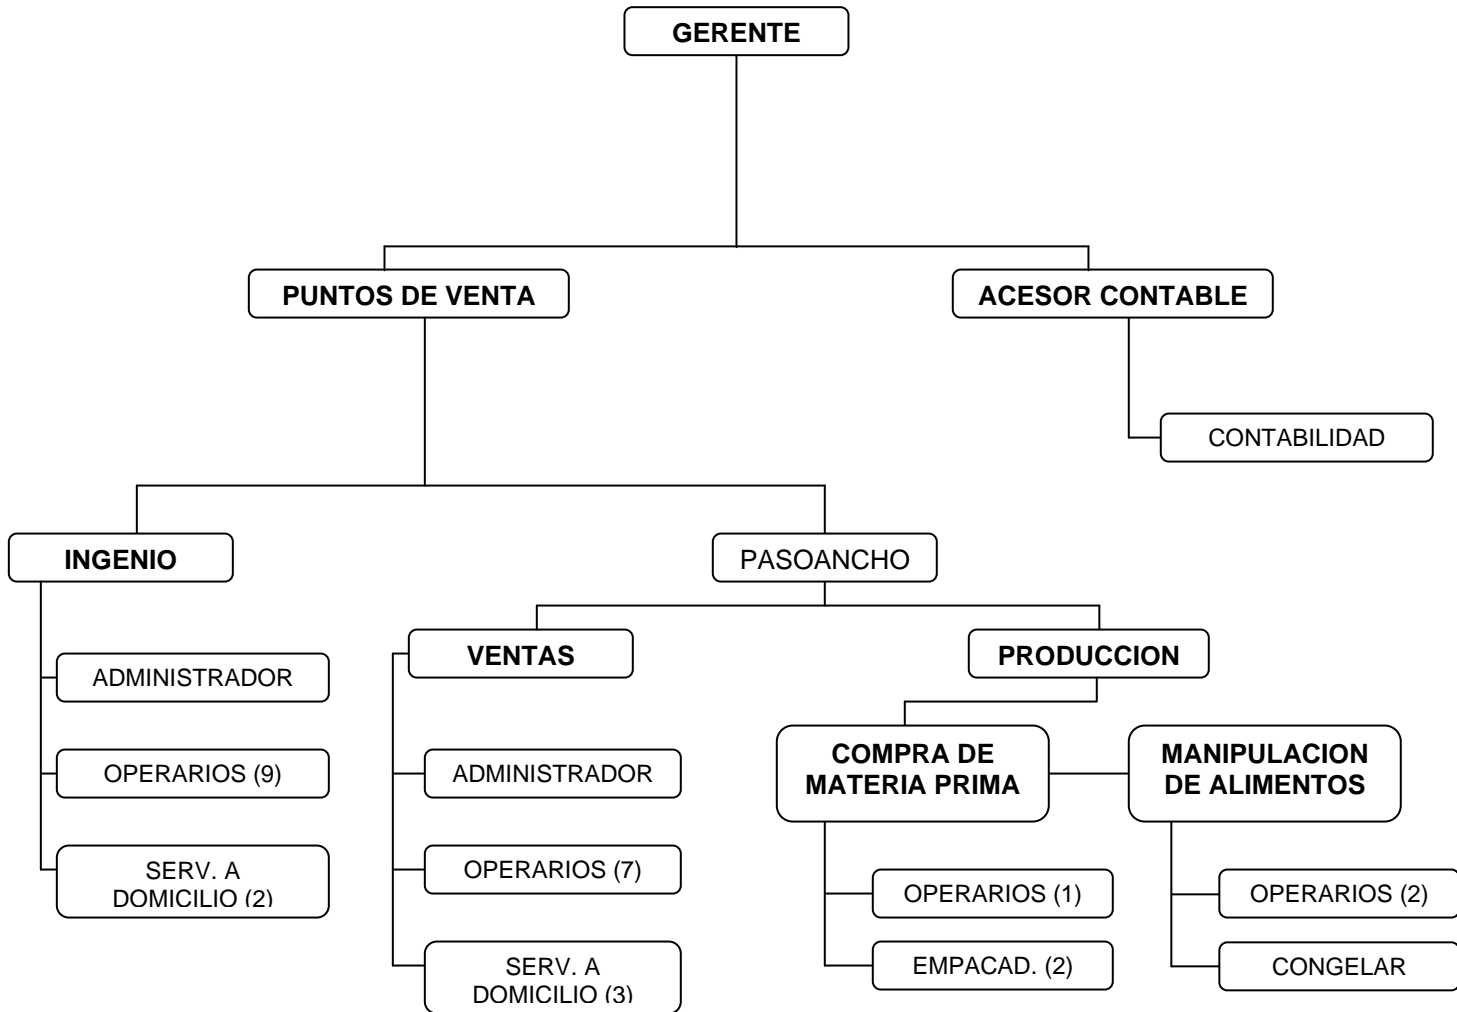 GERENTE
PUNTOS DE VENTA
ACESOR CONTABLE
CONTABILIDAD
INGENIO
PASOANCHO
VENTAS
PRODUCCION
ADMINISTRADOR
OPERARIOS (9)
SERV. A
DOMICILIO (2)
ADMINISTRADOR
OPERARIOS (7)
SERV. A
DOMICILIO (3)
COMPRA DE
MATERIA PRIMA
MANIPULACION
DE ALIMENTOS
OPERARIOS (1)
EMPACAD. (2)
OPERARIOS (2)
CONGELAR